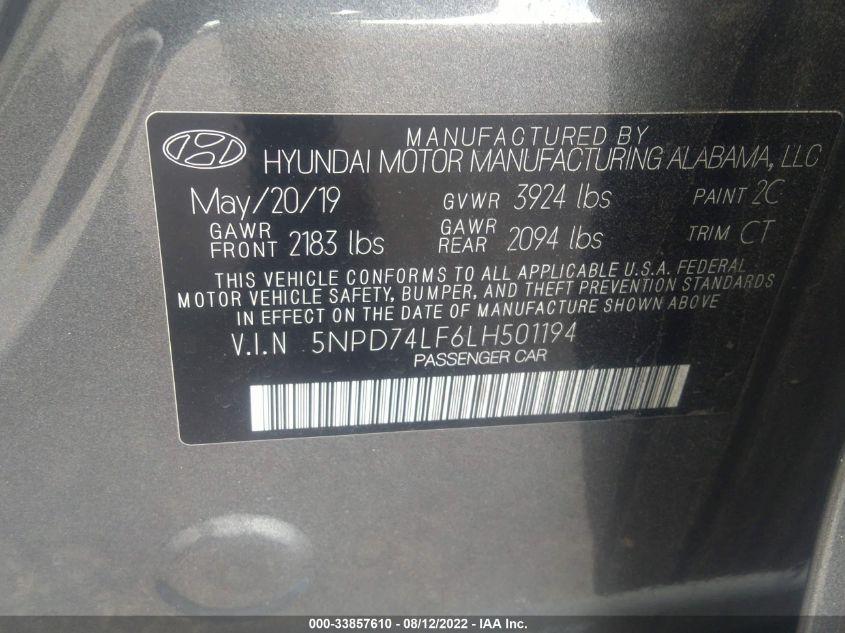 MANUFACTURED BY
HYUNDAI MOTOR MANUFACTURING ALABAMA, LLC
May/20/19 GVWR 3924 lbs PAINT 2C
GAWR FRONT 2183 lbs GAWR REAR 2094 lbs TRIM CT
THIS VEHICLE CONFORMS TO ALL APPLICABLE U.S.A. FEDERAL
MOTOR VEHICLE SAFETY, BUMPER, AND THEFT PREVENTION STANDARDS
IN EFFECT ON THE DATE OF MANUFACTURE SHOWN ABOVE
V.I.N 5NPD74LF6LH501194
PASSENGER CAR
000-33857610 - 08/12/2022 - IAA Inc.